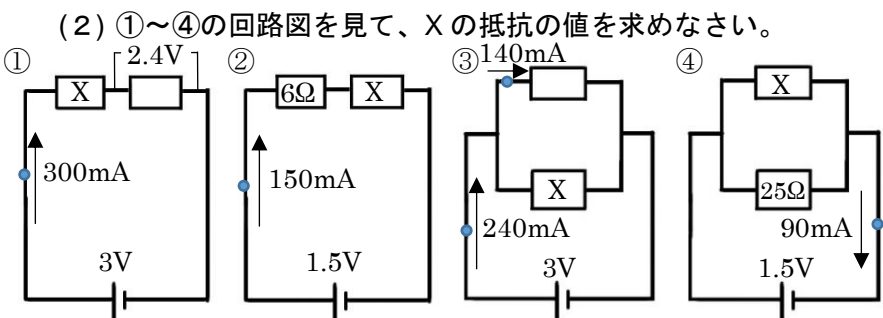 (2) ①~④の回路図を見て、Xの抵抗の値を求めなさい。
① 2.4V ② ③ 140mA ④
X 6Ω X X
300mA 150mA X 25Ω
240mA 90mA
3V 1.5V 3V 1.5V